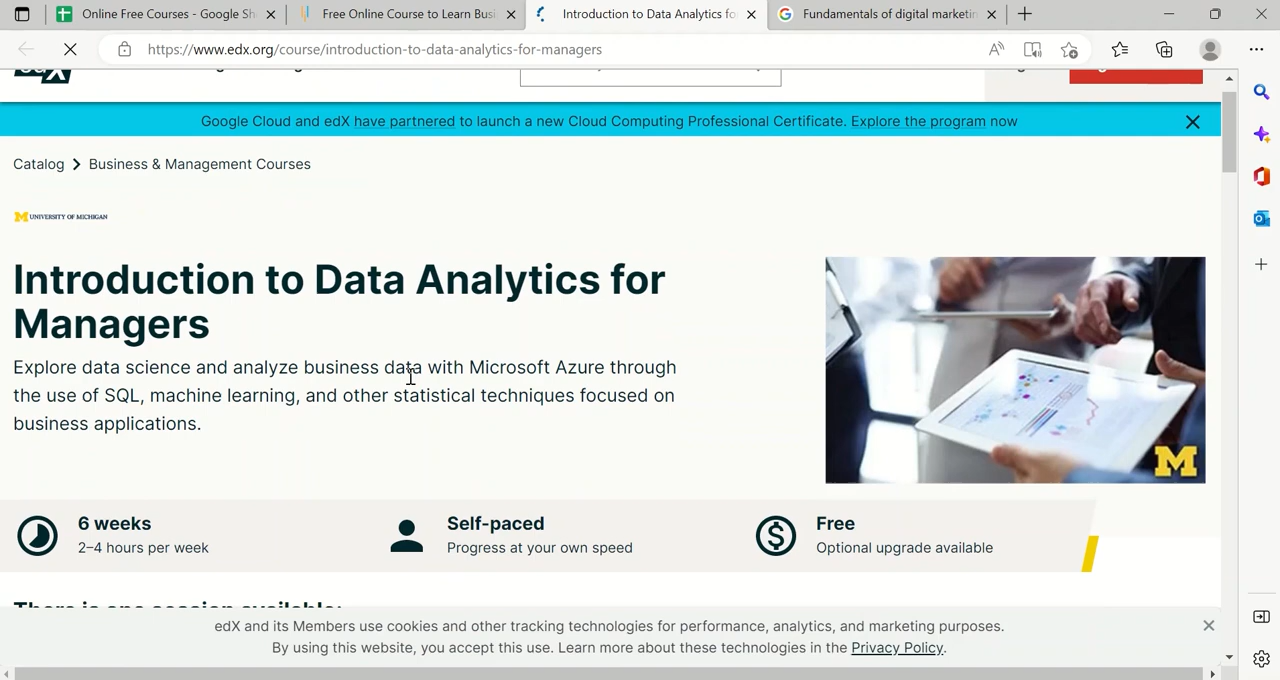 Online Free Courses - Google Sh
Free Online Course to Learn Busi
Introduction to Data Analytics fo
Fundamentals of digital marketin
https://www.edx.org/course/introduction-to-data-analytics-for-managers
edX
Google Cloud and edX have partnered to launch a new Cloud Computing Professional Certificate. Explore the program now
Catalog > Business & Management Courses
M UNIVERSITY OF MICHIGAN
Introduction to Data Analytics for
Managers
Explore data science and analyze business data with Microsoft Azure through
the use of SQL, machine learning, and other statistical techniques focused on
business applications.
M
6 weeks
2–4 hours per week
Self-paced
Progress at your own speed
Free
Optional upgrade available
There is one session available:
edX and its Members use cookies and other tracking technologies for performance, analytics, and marketing purposes.
By using this website, you accept this use. Learn more about these technologies in the Privacy Policy.